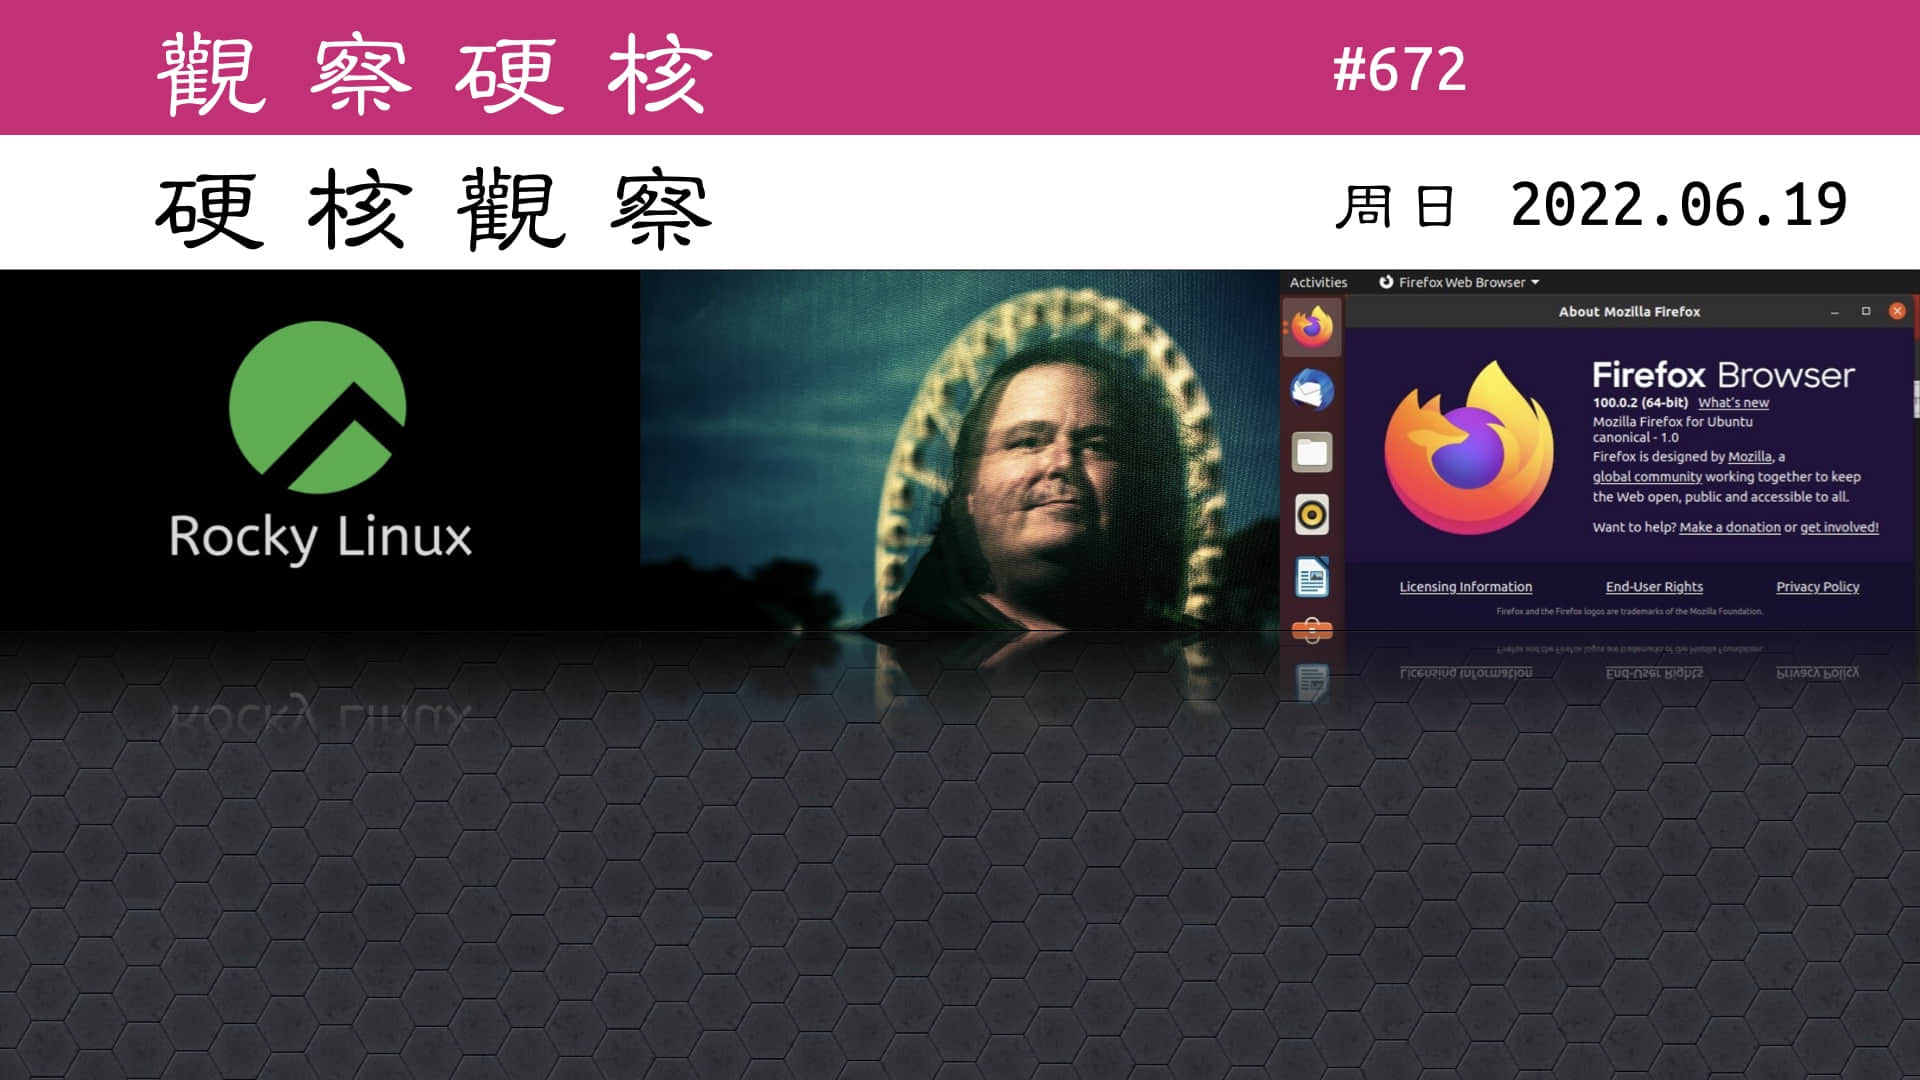 觀察硬核
#672
硬核觀察
周日 2022.06.19
Rocky Linux
Activities
Firefox Web Browser
About Mozilla Firefox
Firefox Browser
100.0.2 (64-bit) What's new
Mozilla Firefox for Ubuntu
canonical - 1.0
Firefox is designed by Mozilla, a
global community working together to keep
the Web open, public and accessible to all.
Want to help? Make a donation or get involved!
Licensing Information
End-User Rights
Privacy Policy
Firefox and the Firefox logos are trademarks of the Mozilla Foundation.